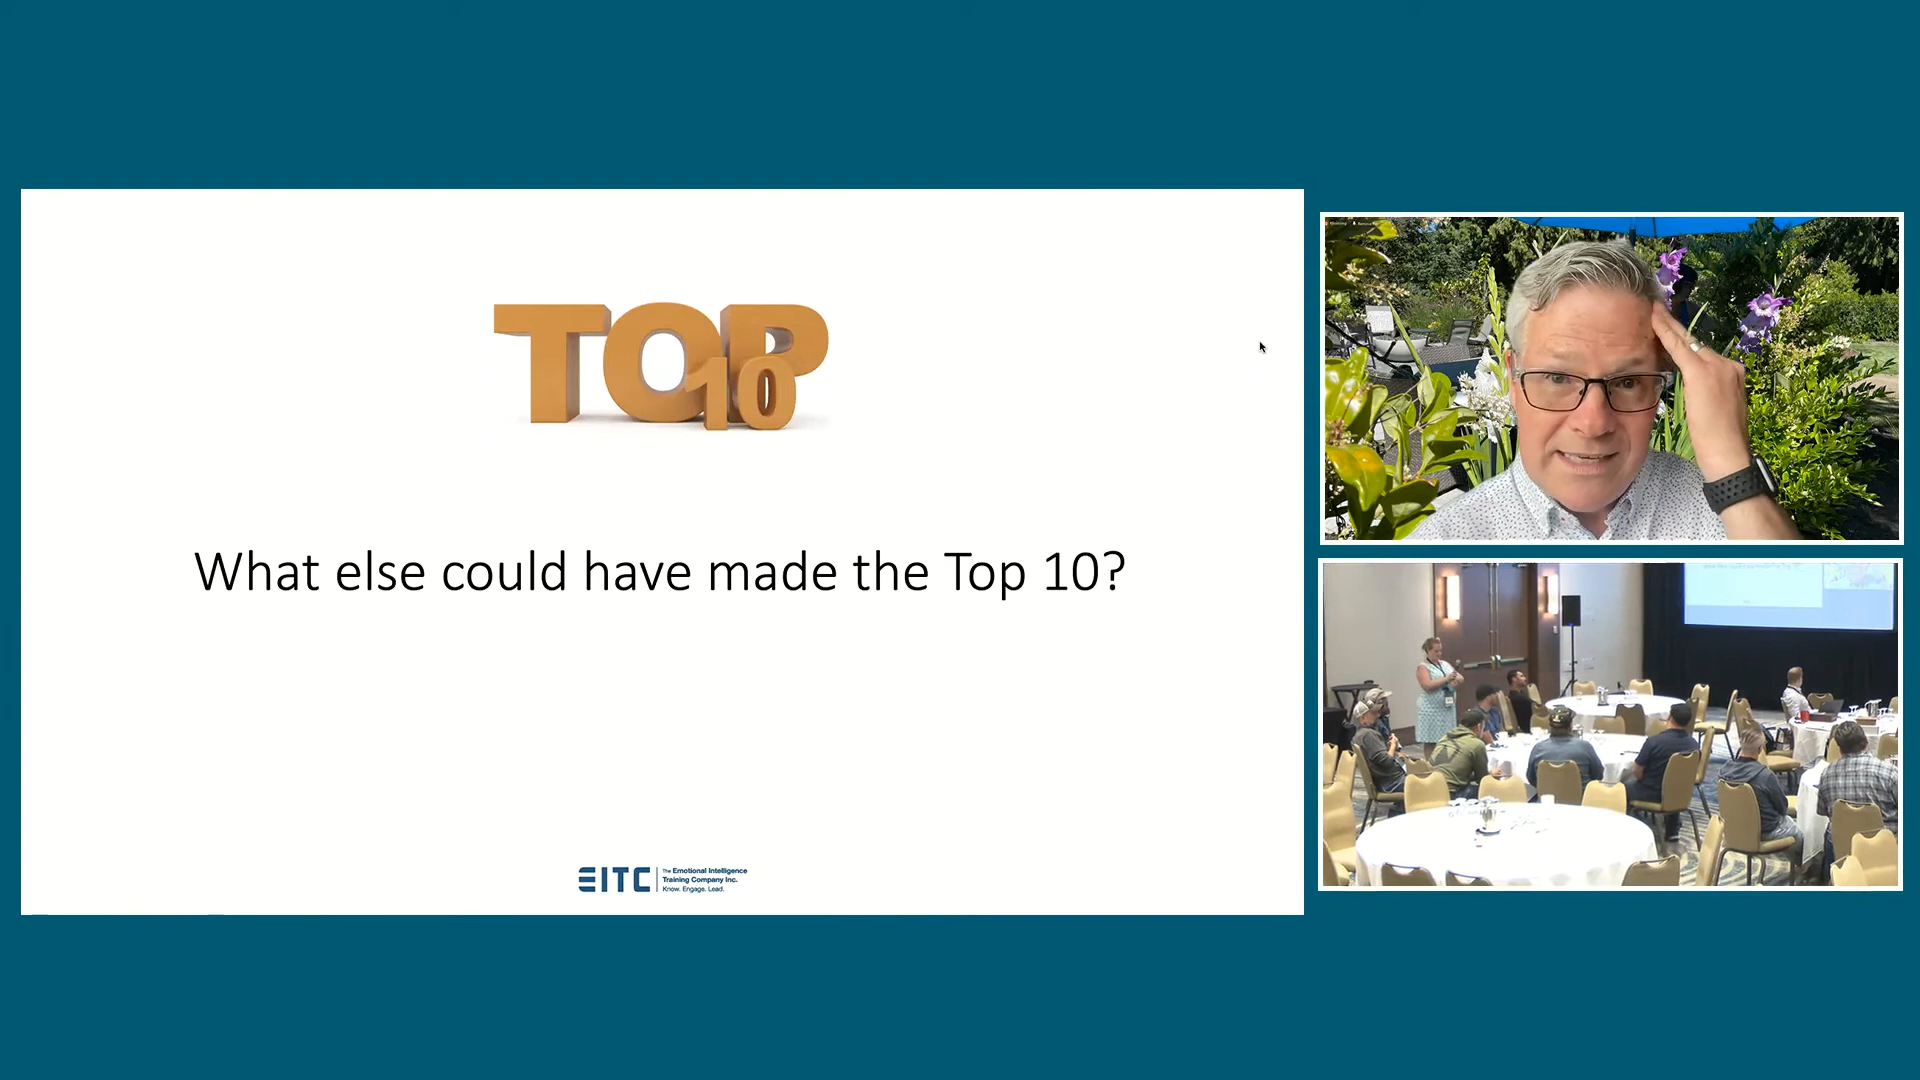 TOP
10
What else could have made the Top 10?
EITC
The Emotional Intelligence
Training Company Inc.
Know. Engage. Lead.